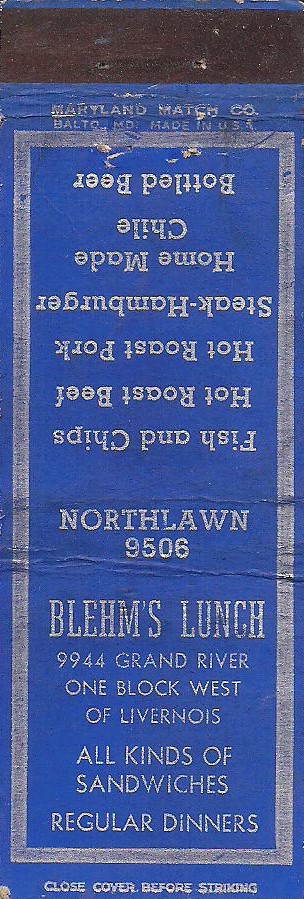 MARYLAND MATCH CO.
BALTO., MD. MADE IN U.S.A.
Fish and Chips
Hot Roast Beef
Hot Roast Pork
Steak-Hamburger
Home Made
Chile
Bottled Beer
NORTHLAWN
9506
BLEHM'S LUNCH
9944 GRAND RIVER
ONE BLOCK WEST
OF LIVERNOIS
ALL KINDS OF
SANDWICHES
REGULAR DINNERS
CLOSE COVER BEFORE STRIKING